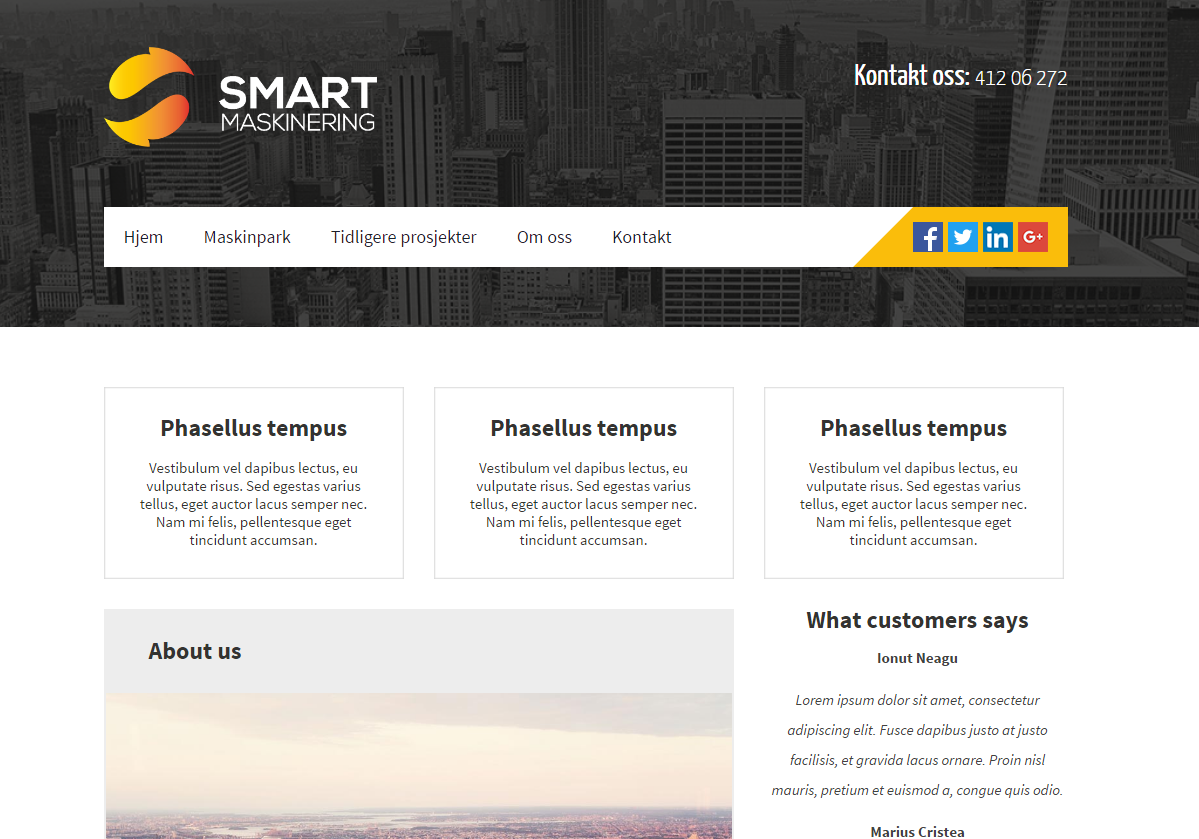 SMART
MASKINERING
Kontakt oss: 412 06 272
Hjem Maskinpark Tidligere prosjekter Om oss Kontakt
f in G+
Phasellus tempus
Vestibulum vel dapibus lectus, eu
vulputate risus. Sed egestas varius
tellus, eget auctor lacus semper nec.
Nam mi felis, pellentesque eget
tincidunt accumsan.
Phasellus tempus
Vestibulum vel dapibus lectus, eu
vulputate risus. Sed egestas varius
tellus, eget auctor lacus semper nec.
Nam mi felis, pellentesque eget
tincidunt accumsan.
Phasellus tempus
Vestibulum vel dapibus lectus, eu
vulputate risus. Sed egestas varius
tellus, eget auctor lacus semper nec.
Nam mi felis, pellentesque eget
tincidunt accumsan.
About us
What customers says
Ionut Neagu
Lorem ipsum dolor sit amet, consectetur
adipiscing elit. Fusce dapibus justo at justo
facilisis, et gravida lacus ornare. Proin nisl
mauris, pretium et euismod a, congue quis odio.
Marius Cristea